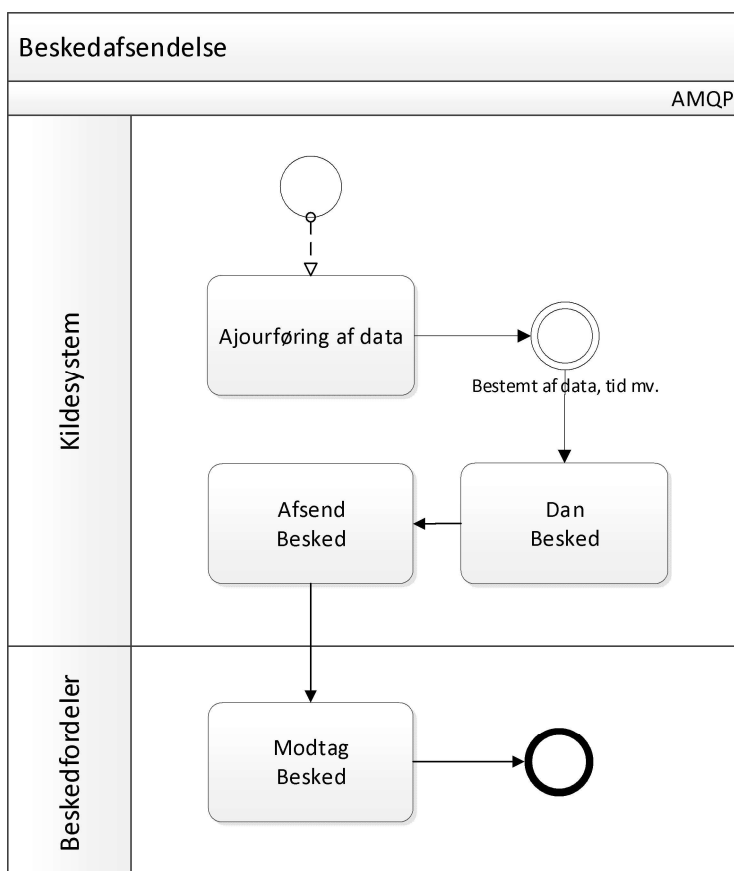 Beskedafsendelse
AMQP
Kildesystem
Ajourføring af data
Bestemt af data, tid mv.
Afsend
Besked
Dan
Besked
Beskedfordeler
Modtag
Besked